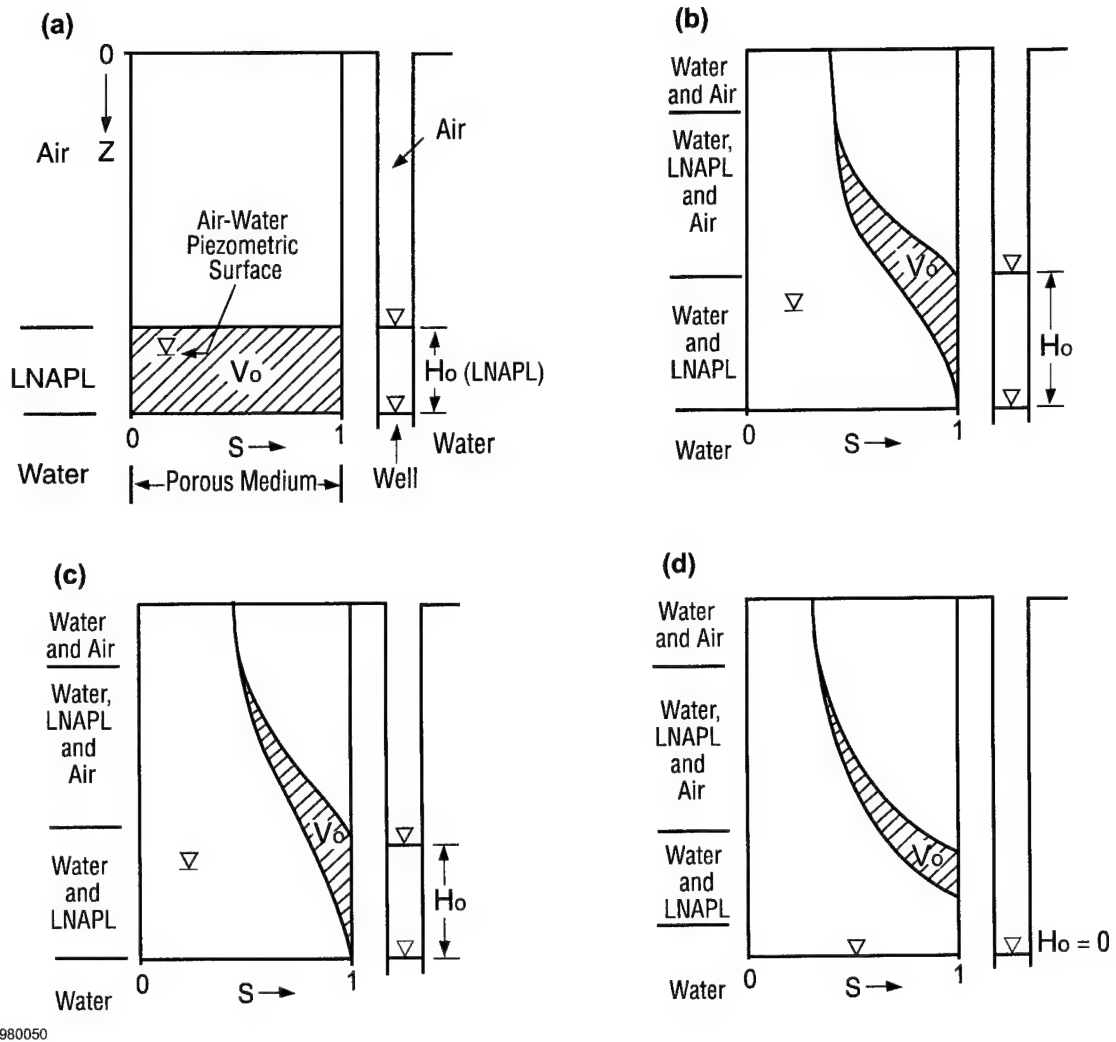 (a)
0
Air
Z
Air
Air-Water
Piezometric
Surface
LNAPL
Vo
Ho (LNAPL)
0
S
1
Water
Water
Porous Medium
Well
(b)
Water
and Air
Water,
LNAPL
and
Air
Vo
Water
and
LNAPL
Ho
0
S
1
Water
(c)
Water
and Air
Water,
LNAPL
and
Air
Vo
Water
and
LNAPL
Ho
0
S
1
Water
(d)
Water
and Air
Water,
LNAPL
and
Air
Vo
Water
and
LNAPL
Ho = 0
0
S
1
Water
980050